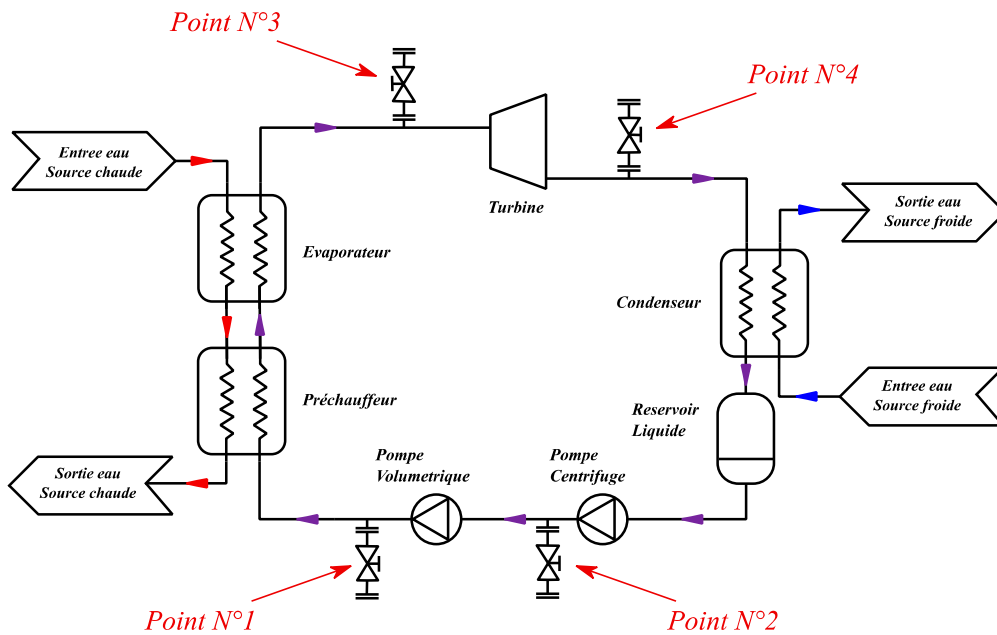 Point N°3
Point N°4
Entree eau
Source chaude
Turbine
Sortie eau
Source froide
Evaporateur
Condenseur
Préchauffeur
Entree eau
Source froide
Reservoir
Liquide
Pompe
Volumetrique
Pompe
Centrifuge
Sortie eau
Source chaude
Point N°1
Point N°2